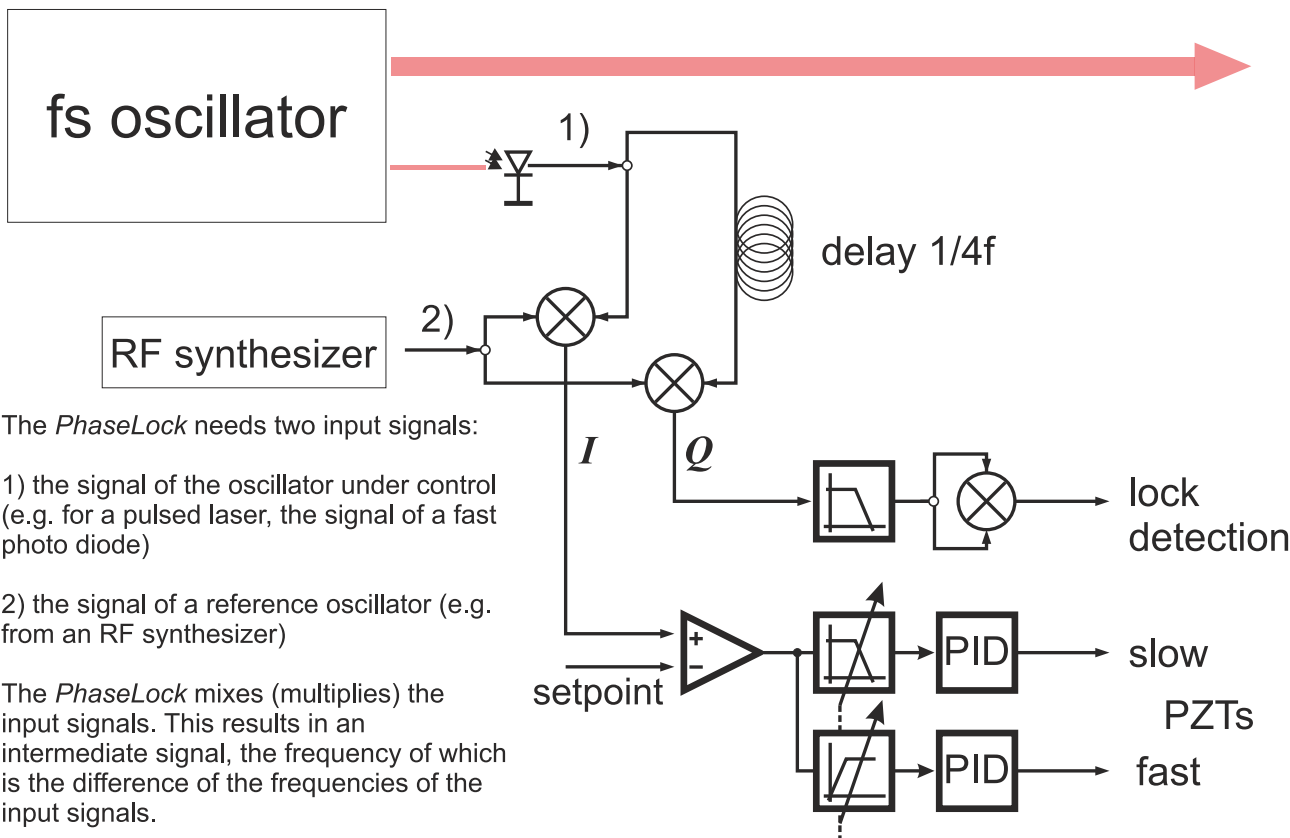 fs oscillator
1)
delay 1/4f
2)
RF synthesizer
The PhaseLock needs two input signals:
1) the signal of the oscillator under control
(e.g. for a pulsed laser, the signal of a fast
photo diode)
2) the signal of a reference oscillator (e.g.
from an RF synthesizer)
The PhaseLock mixes (multiplies) the
input signals. This results in an
intermediate signal, the frequency of which
is the difference of the frequencies of the
input signals.
I
Q
lock
detection
+
−
setpoint
PID
slow
PZTs
PID
fast